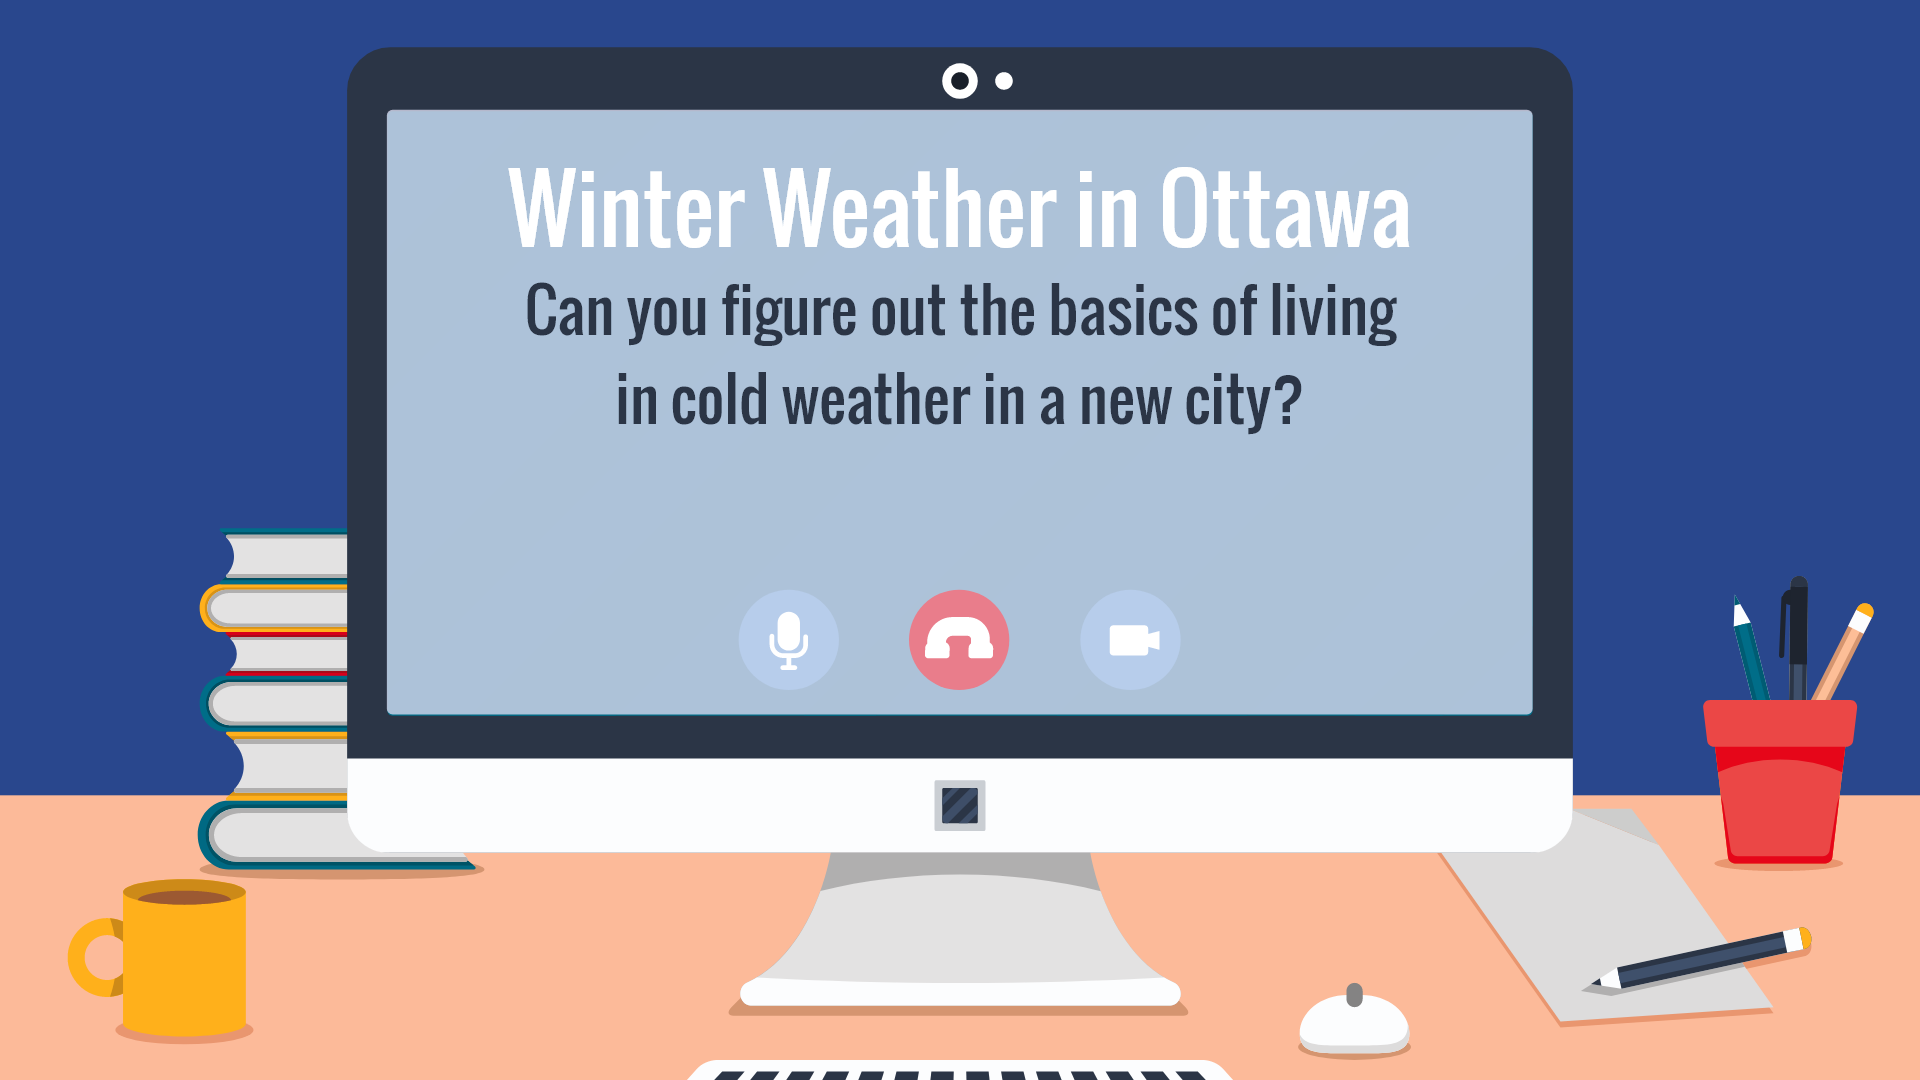 Winter Weather in Ottawa
Can you figure out the basics of living
in cold weather in a new city?